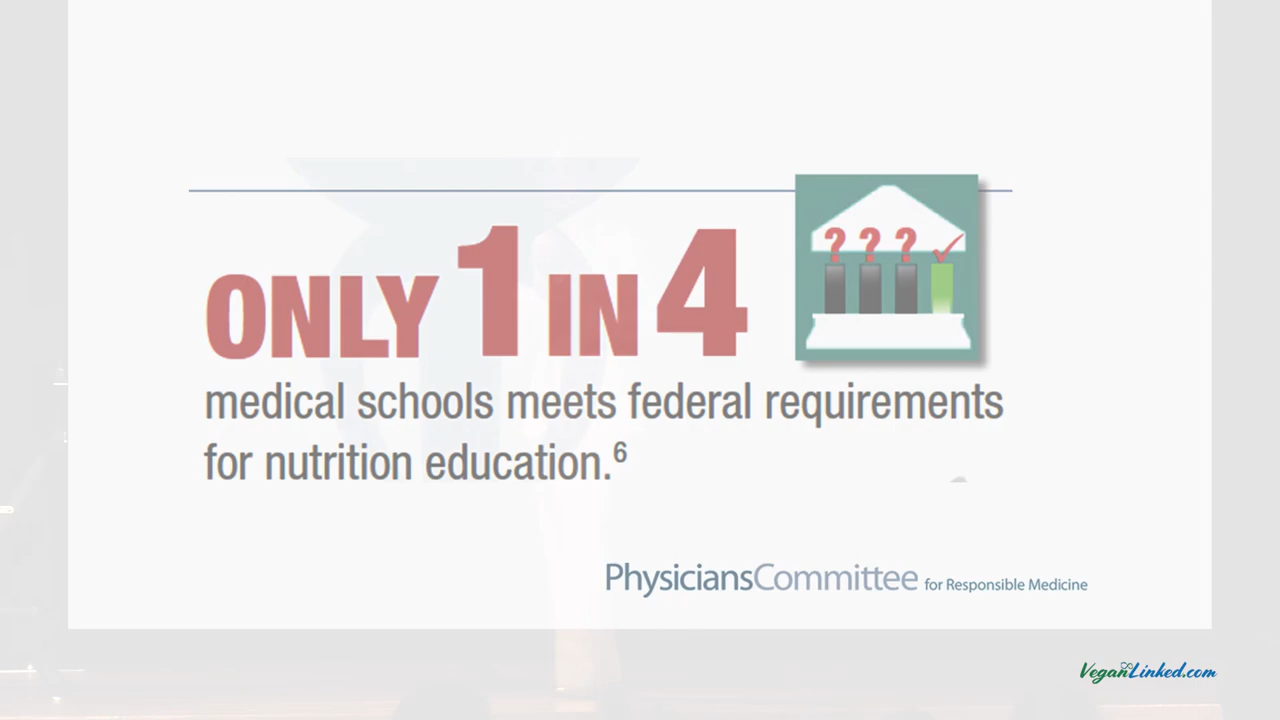 ONLY 1 IN 4
? ? ?
medical schools meets federal requirements
for nutrition education.⁶
PhysiciansCommittee for Responsible Medicine
VeganLinked.com